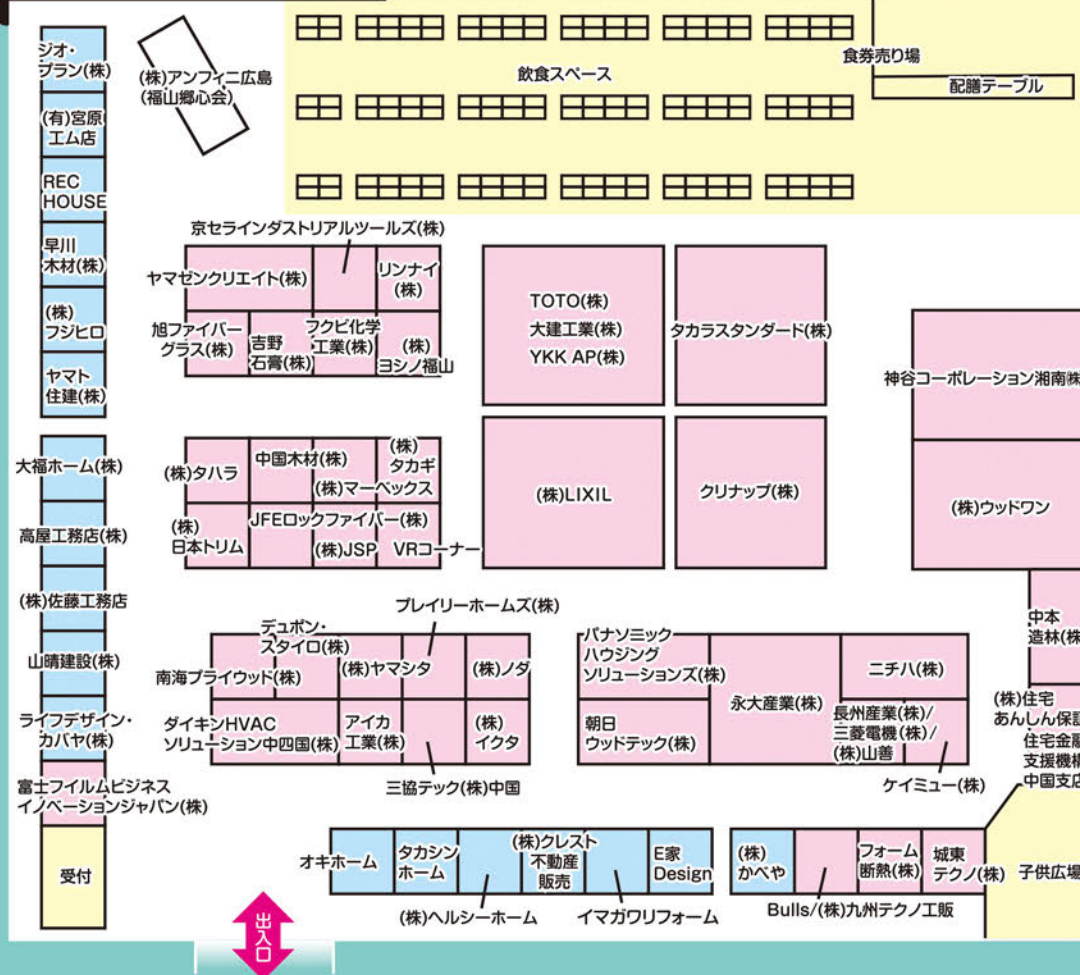 ジオ・
プラン(株)
(有)宮原
工ム店
REC
HOUSE
早川
木材(株)
(株)
フジヒロ
ヤマト
住建(株)
大福ホーム(株)
高屋工務店(株)
(株)佐藤工務店
山晴建設(株)
ライフデザイン・
カバヤ(株)
富士フイルムビジネス
イノベーションジャパン(株)
受付
(株)アンフィニ広島
(福山郷心会)
飲食スペース
食券売り場
配膳テーブル
京セラインダストリアルツールズ(株)
ヤマゼンクリエイト(株)
リンナイ
(株)
旭ファイバー
グラス(株)
吉野
石膏(株)
フクビ化学
工業(株)
(株)
ヨシノ福山
TOTO(株)
大建工業(株)
YKK AP(株)
タカラスタンダード(株)
神谷コーポレーション湘南㈱
(株)タハラ
中国木材(株)
(株)マーベックス
(株)
タカギ
(株)
日本トリム
JFEロックファイバー(株)
(株)JSP
VRコーナー
(株)LIXIL
クリナップ(株)
(株)ウッドワン
中本
造林(株)
プレイリーホームズ(株)
デュポン・
スタイロ(株)
南海プライウッド(株)
(株)ヤマシタ
(株)ノダ
ダイキンHVAC
ソリューション中四国(株)
アイカ
工業(株)
(株)
イクタ
三協テック(株)中国
パナソニック
ハウジング
ソリューションズ(株)
朝日
ウッドテック(株)
永大産業(株)
ニチハ(株)
長州産業(株)/
三菱電機(株)/
(株)山善
ケイミュー(株)
(株)住宅
あんしん保証
住宅金融
支援機構
中国支店
オキホーム
タカシン
ホーム
(株)ヘルシーホーム
(株)クレスト
不動産
販売
イマガワリフォーム
E家
Design
(株)
かべや
Bulls/(株)九州テクノ工販
フォーム
断熱(株)
城東
テクノ(株)
子供広場
出入口